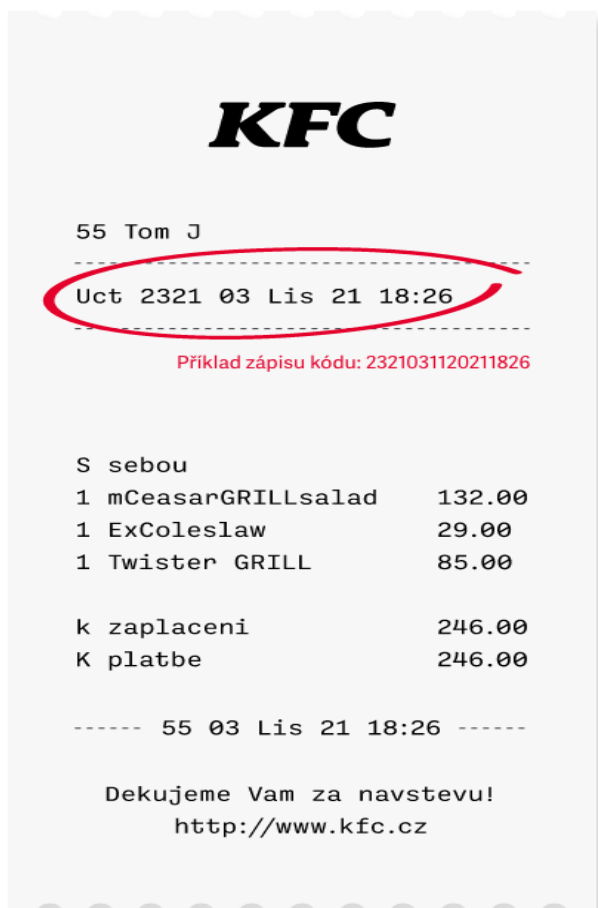 KFC
55 Tom J
Uct 2321 03 Lis 21 18:26
Příklad zápisu kódu: 2321031120211826
S sebou
1 mCeasarGRILLsalad 132.00
1 ExColeslaw 29.00
1 Twister GRILL 85.00
k zaplaceni 246.00
K platbe 246.00
------ 55 03 Lis 21 18:26 ------
Dekujeme Vam za navstevu!
http://www.kfc.cz